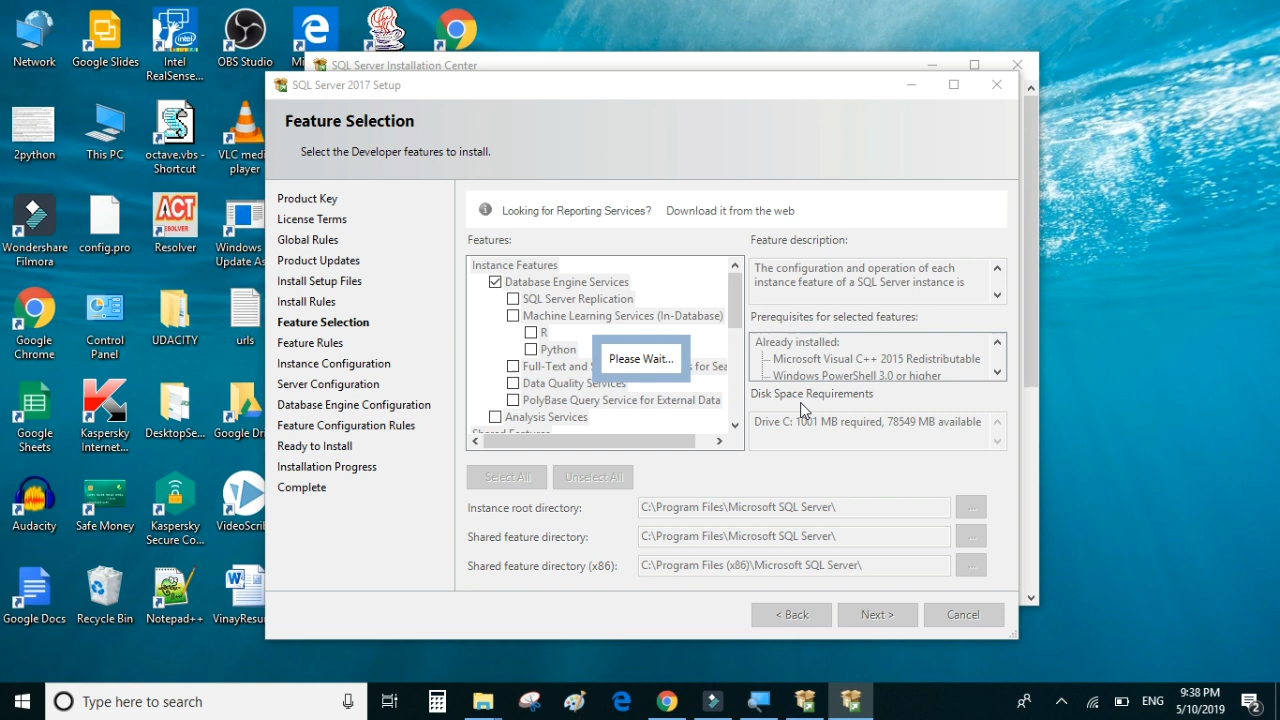 Network
Google Slides
Intel
RealSense...
OBS Studio
SQL Server Installation Center
SQL Server 2017 Setup
Feature Selection
Select the Developer features to install.
2python
This PC
octave.vbs -
Shortcut
VLC medi
player
Product Key
License Terms
Global Rules
Product Updates
Install Setup Files
Install Rules
Feature Selection
Feature Rules
Instance Configuration
Server Configuration
Database Engine Configuration
Feature Configuration Rules
Ready to Install
Installation Progress
Complete
Looking for Reporting Services? Download it from the web
Features:
Instance Features
Database Engine Services
SQL Server Replication
Machine Learning Services (In-Database)
R
Python
Full-Text and
s for Sea
Data Quality Services
PolyBase Query Service for External Data
Analysis Services
Shared Features
Please Wait...
Feature description:
The configuration and operation of each
instance feature of a SQL Server instance is
Prerequisites for selected features:
Already installed:
Microsoft Visual C++ 2015 Redistributable
Windows PowerShell 3.0 or higher
Disk Space Requirements
Drive C: 1001 MB required, 78549 MB available
Select All
Unselect All
Instance root directory:
C:\Program Files\Microsoft SQL Server\
...
Shared feature directory:
C:\Program Files\Microsoft SQL Server\
...
Shared feature directory (x86):
C:\Program Files (x86)\Microsoft SQL Server\
...
< Back
Next >
Cancel
Wondershare
Filmora
config.pro
ACT
RESOLVER
Resolver
Windows
Update As
Google
Chrome
Control
Panel
UDACITY
urls
Google
Sheets
Kaspersky
Internet...
DesktopSe...
Google Dri
Audacity
Safe Money
Kaspersky
Secure Co...
VideoScri
Google Docs
Recycle Bin
Notepad++
VinayResu
Type here to search
ENG
9:38 PM
5/10/2019
2